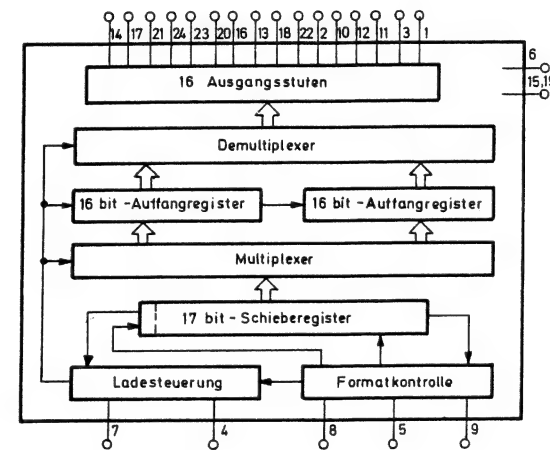 14 17 21 24 23 20 16 13 18 22 2 10 12 11 3 1
6
15,1
16 Ausgangsstufen
Demultiplexer
16 bit-Auffangregister 16 bit-Auffangregister
Multiplexer
17 bit-Schieberegister
Ladesteuerung Formatkontrolle
7 4 8 5 9